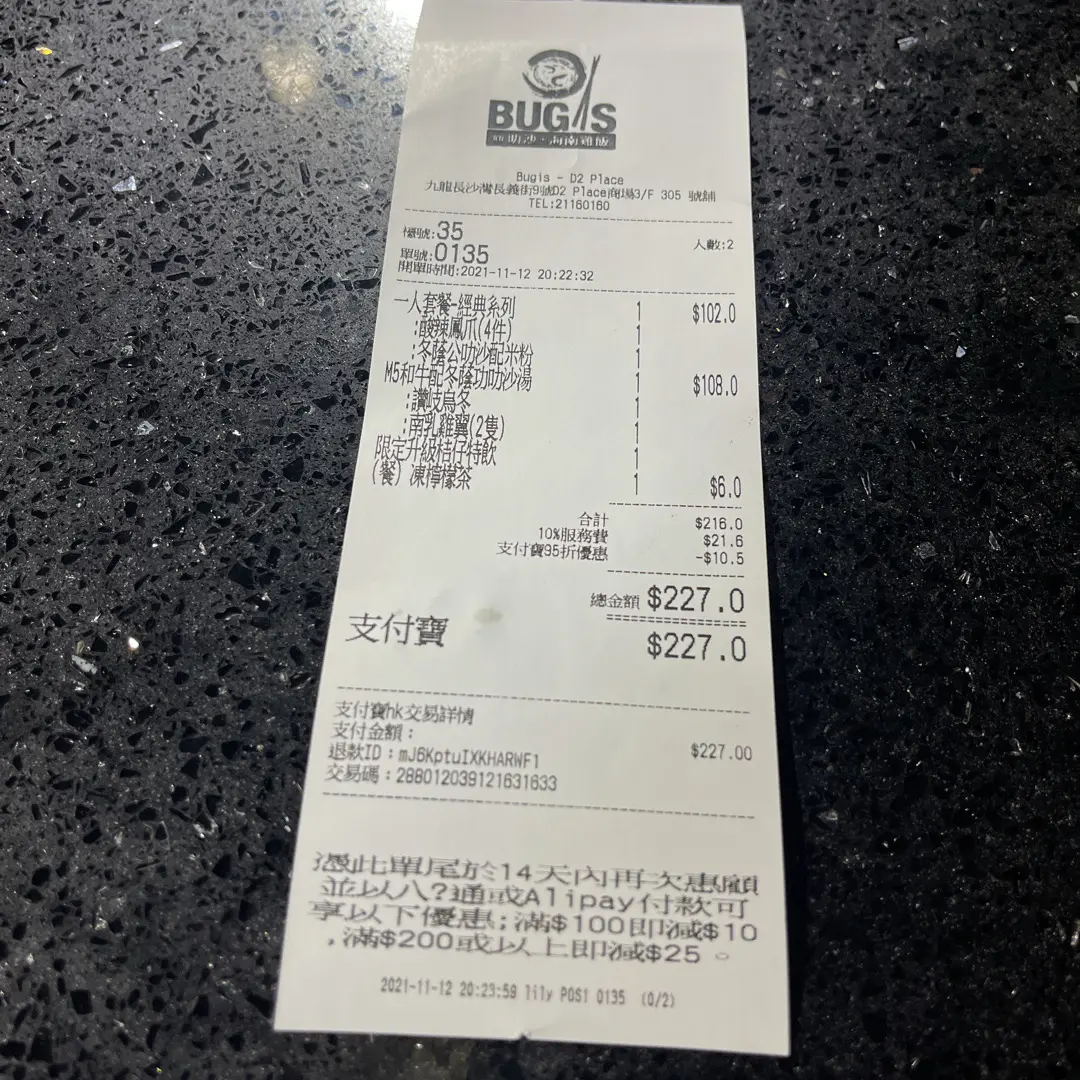 BUGIS
叻沙·海南雞飯
Bugis - D2 Place
九龍長沙灣長義街9號D2 Place商場3/F 305 號舖
TEL:21160160
檯號:35 人數:2
單號:0135
開單時間:2021-11-12 20:22:32
一人套餐-經典系列 1 $102.0
:酸辣鳳爪(4件) 1
:冬蔭公叻沙配米粉 1
M5和牛配冬蔭功叻沙湯 1 $108.0
:讚岐烏冬 1
:南乳雞翼(2隻) 1
限定升級桔仔特飲 1
(餐) 凍檸檬茶 1 $6.0
合計 $216.0
10%服務費 $21.6
支付寶95折優惠 -$10.5
總金額 $227.0
支付寶 $227.0
支付寶hk交易詳情
支付金額： $227.00
退款ID：mJ6KptuIXKHARWF1
交易碼：288012039121631633
憑此單尾於14天內再次惠顧
並以八?通或Alipay付款可
享以下優惠;滿$100即減$10
,滿$200或以上即減$25 。
2021-11-12 20:23:59 lily POS1 0135 (0/2)